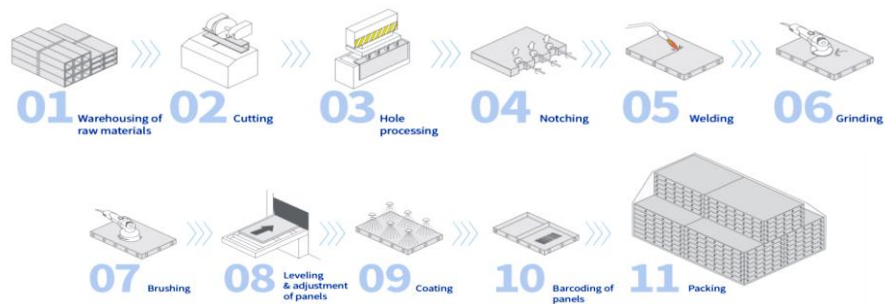 01 Warehousing of
raw materials
02 Cutting
03 Hole
processing
04 Notching
05 Welding
06 Grinding
07 Brushing
08 Leveling
& adjustment
of panels
09 Coating
10 Barcoding of
panels
11 Packing